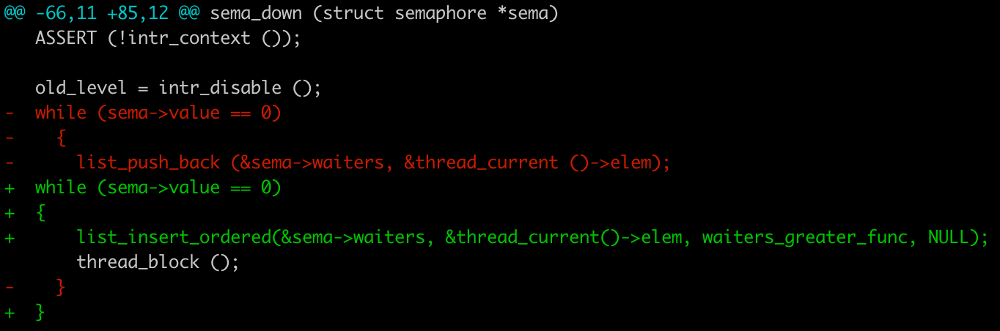 @@ -66,11 +85,12 @@ sema_down (struct semaphore *sema)
   ASSERT (!intr_context ());

   old_level = intr_disable ();
-  while (sema->value == 0)
-    {
-      list_push_back (&sema->waiters, &thread_current ()->elem);
+  while (sema->value == 0)
+  {
+      list_insert_ordered(&sema->waiters, &thread_current()->elem, waiters_greater_func, NULL);
       thread_block ();
-    }
+  }